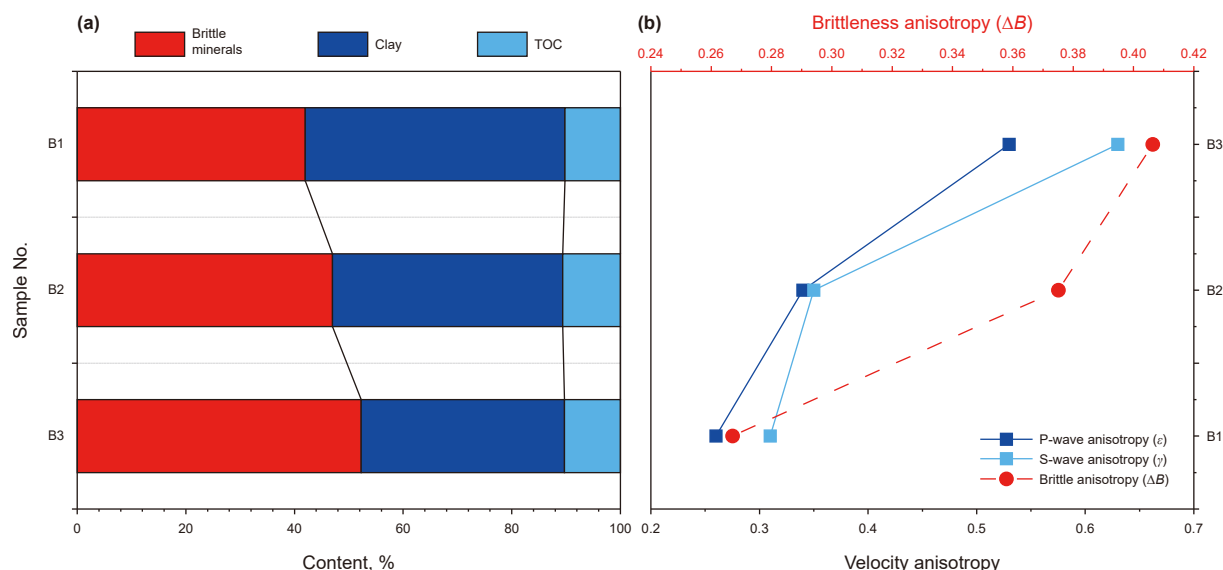 (a)
Brittle
minerals
Clay
TOC
Sample No.
B1
B2
B3
0 20 40 60 80 100
Content, %
(b)
Brittleness anisotropy (ΔB)
0.24 0.26 0.28 0.30 0.32 0.34 0.36 0.38 0.40 0.42
B3
B2
B1
P-wave anisotropy (ε)
S-wave anisotropy (γ)
Brittle anisotropy (ΔB)
0.2 0.3 0.4 0.5 0.6 0.7
Velocity anisotropy